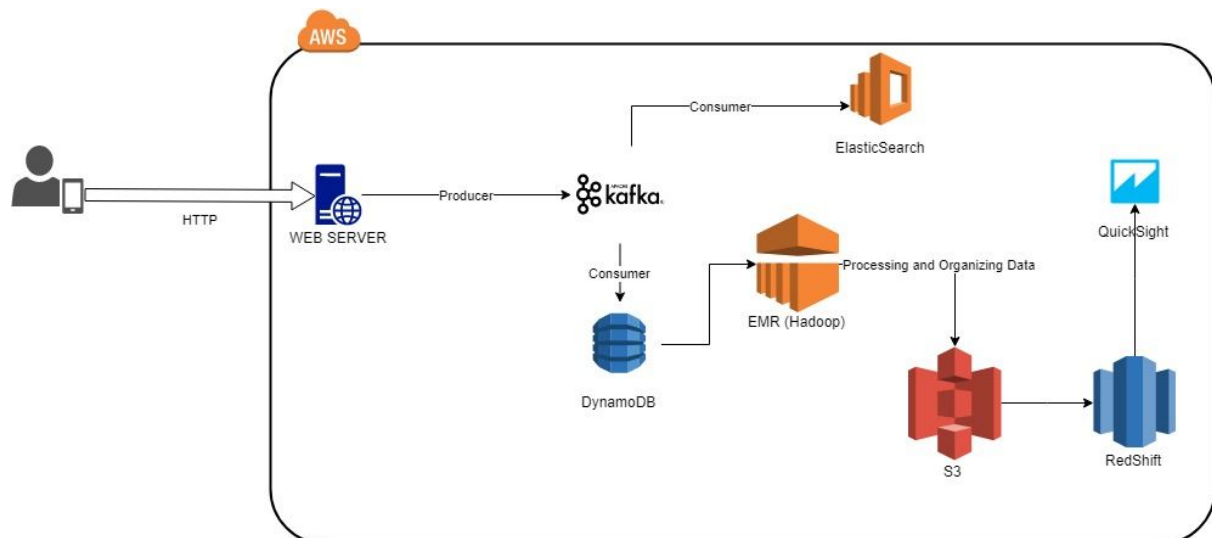 AWS
Consumer
ElasticSearch
APACHE
kafka
Producer
HTTP
WEB SERVER
QuickSight
Consumer
Processing and Organizing Data
EMR (Hadoop)
DynamoDB
S3
RedShift